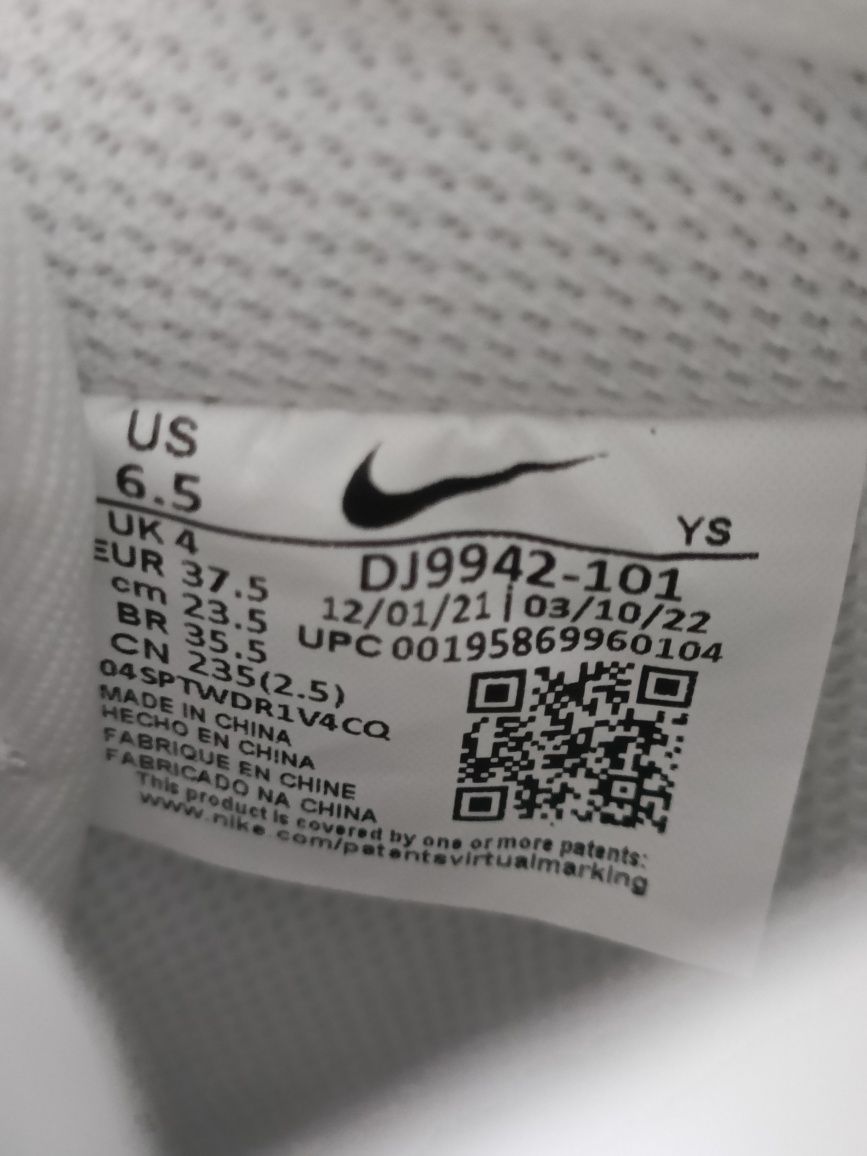 US
6.5
YS
UK 4
EUR 37.5
cm 23.5
BR 35.5
CN 235(2.5)
DJ9942-101
12/01/21 | 03/10/22
UPC 00195869960104
04SPTWDR1V4CQ
MADE IN CHINA
HECHO EN CHINA
FABRIQUE EN CHINE
FABRICADO NA CHINA
This product is covered by one or more patents:
www.nike.com/patentsvirtualmarking